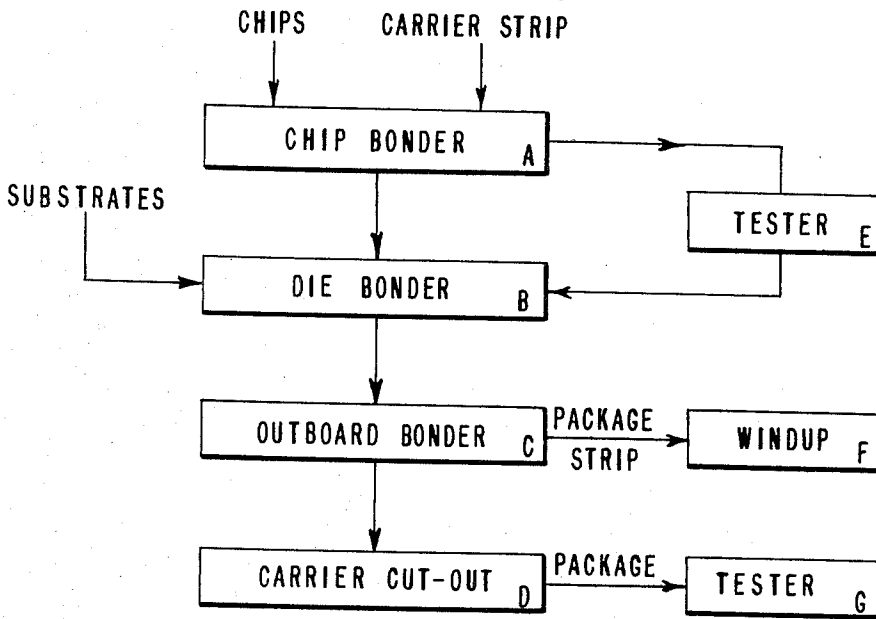 CHIPS
CARRIER STRIP
CHIP BONDER A
SUBSTRATES
TESTER E
DIE BONDER B
OUTBOARD BONDER C
PACKAGE
STRIP
WINDUP F
CARRIER CUT-OUT D
PACKAGE
TESTER G